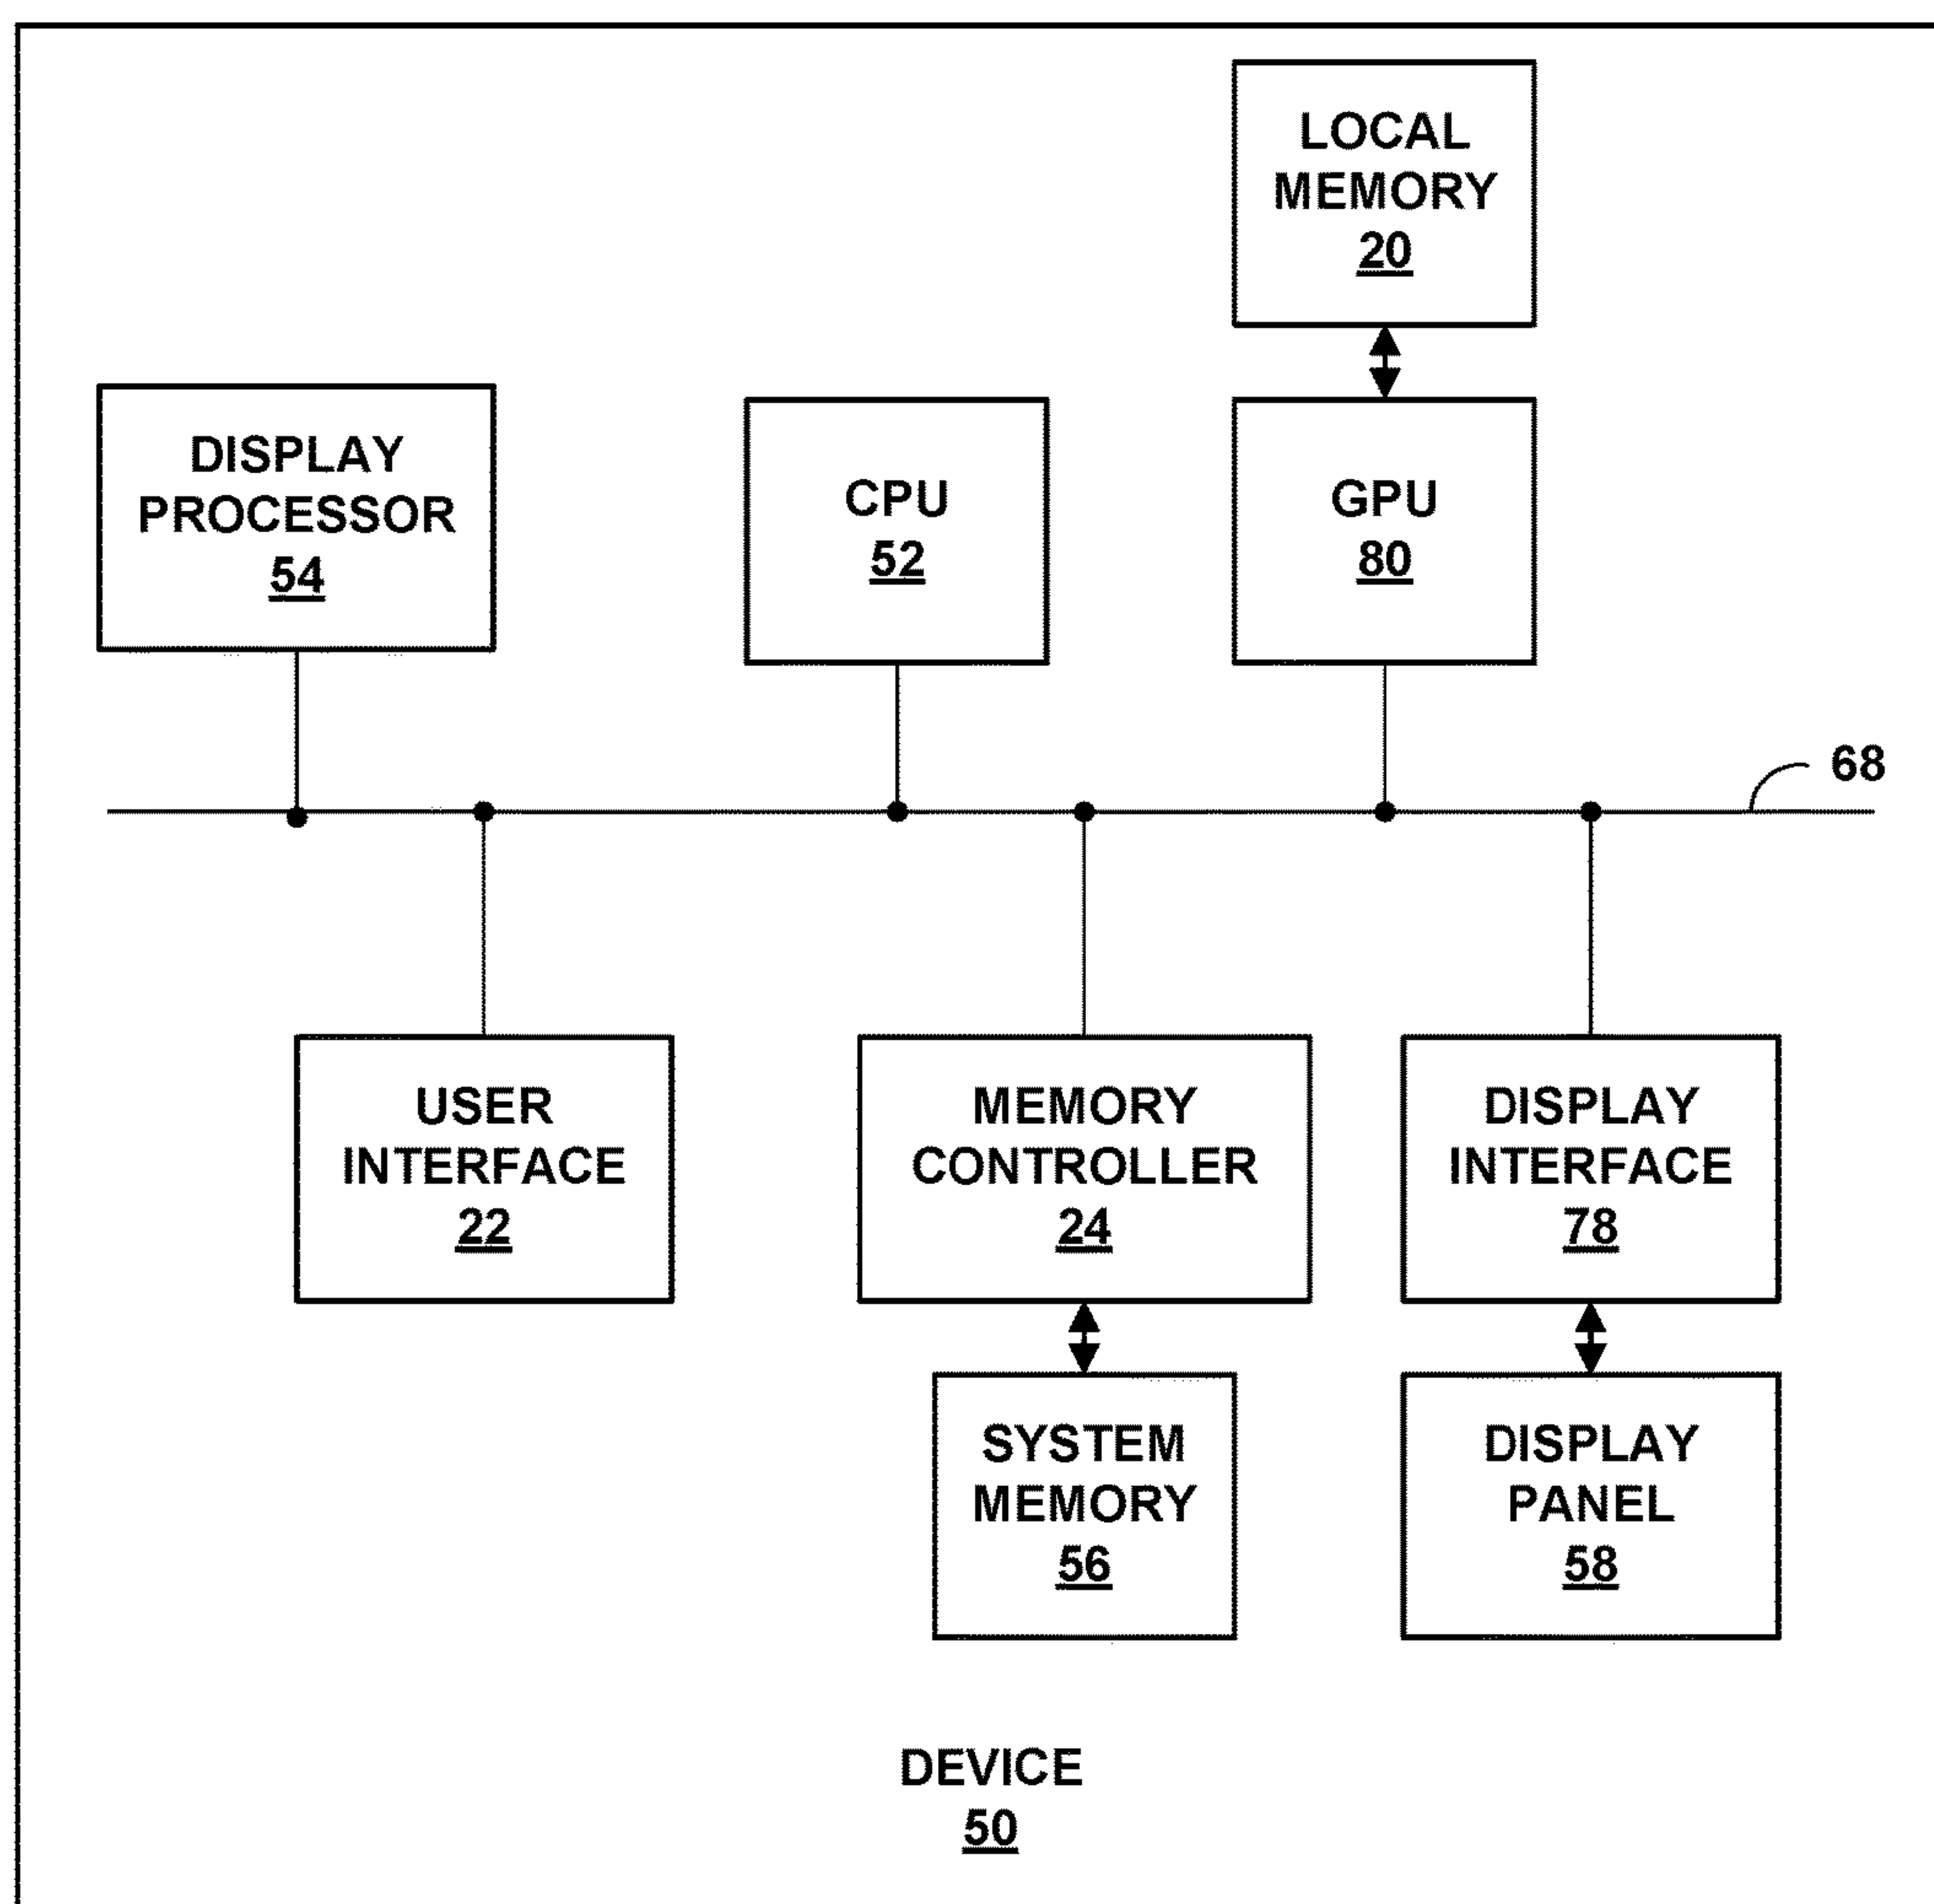 LOCAL
MEMORY
20
DISPLAY
PROCESSOR
54
CPU
52
GPU
80
68
USER
INTERFACE
22
MEMORY
CONTROLLER
24
DISPLAY
INTERFACE
78
SYSTEM
MEMORY
56
DISPLAY
PANEL
58
DEVICE
50